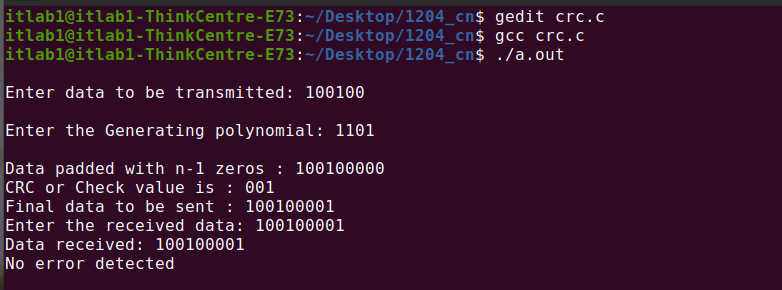 itlab1@itlab1-ThinkCentre-E73:~/Desktop/1204_cn$ gedit crc.c
itlab1@itlab1-ThinkCentre-E73:~/Desktop/1204_cn$ gcc crc.c
itlab1@itlab1-ThinkCentre-E73:~/Desktop/1204_cn$ ./a.out
Enter data to be transmitted: 100100
Enter the Generating polynomial: 1101
Data padded with n-1 zeros : 100100000
CRC or Check value is : 001
Final data to be sent : 100100001
Enter the received data: 100100001
Data received: 100100001
No error detected